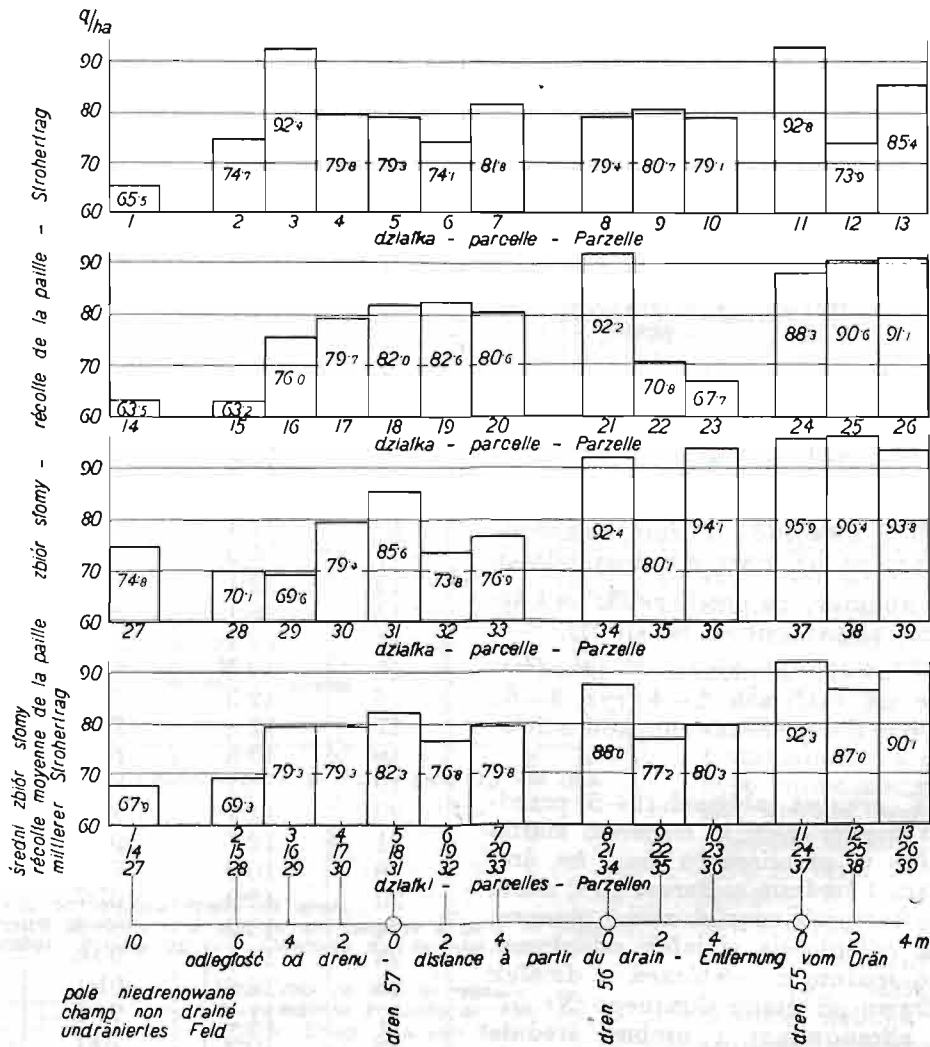 q/ha
90
80
70
60
65.5
74.7
92.4
79.8
79.3
74.1
81.8
79.4
80.7
79.1
92.8
73.9
85.4
1 2 3 4 5 6 7 8 9 10 11 12 13
działka - parcelle - Parzelle
90
80
70
60
63.5
63.2
76.0
79.7
82.0
82.6
80.6
92.2
70.8
67.7
88.3
90.6
91.1
14 15 16 17 18 19 20 21 22 23 24 25 26
działka - parcelle - Parzelle
90
80
70
60
74.8
70.1
69.6
79.4
85.6
73.8
76.9
92.4
80.1
94.1
95.9
96.4
93.8
27 28 29 30 31 32 33 34 35 36 37 38 39
działka - parcelle - Parzelle
90
80
70
60
67.9
69.3
79.3
79.3
82.3
76.8
79.8
88.0
77.2
80.3
92.3
87.0
90.1
1 2 3 4 5 6 7 8 9 10 11 12 13
14 15 16 17 18 19 20 21 22 23 24 25 26
27 28 29 30 31 32 33 34 35 36 37 38 39
działki - parcelles - Parzellen
10 6 4 2 0 2 4 0 2 4 0 2 4 m
odległość od drenu - distance à partir du drain - Entfernung vom Drän
pole niedrenowane
champ non drainé
undräniertes Feld
dren 57
dren 56
dren 55
zbiór słomy - récolte de la paille - Strohertrag
średni zbiór słomy
récolte moyenne de la paille
mittlerer Strohertrag